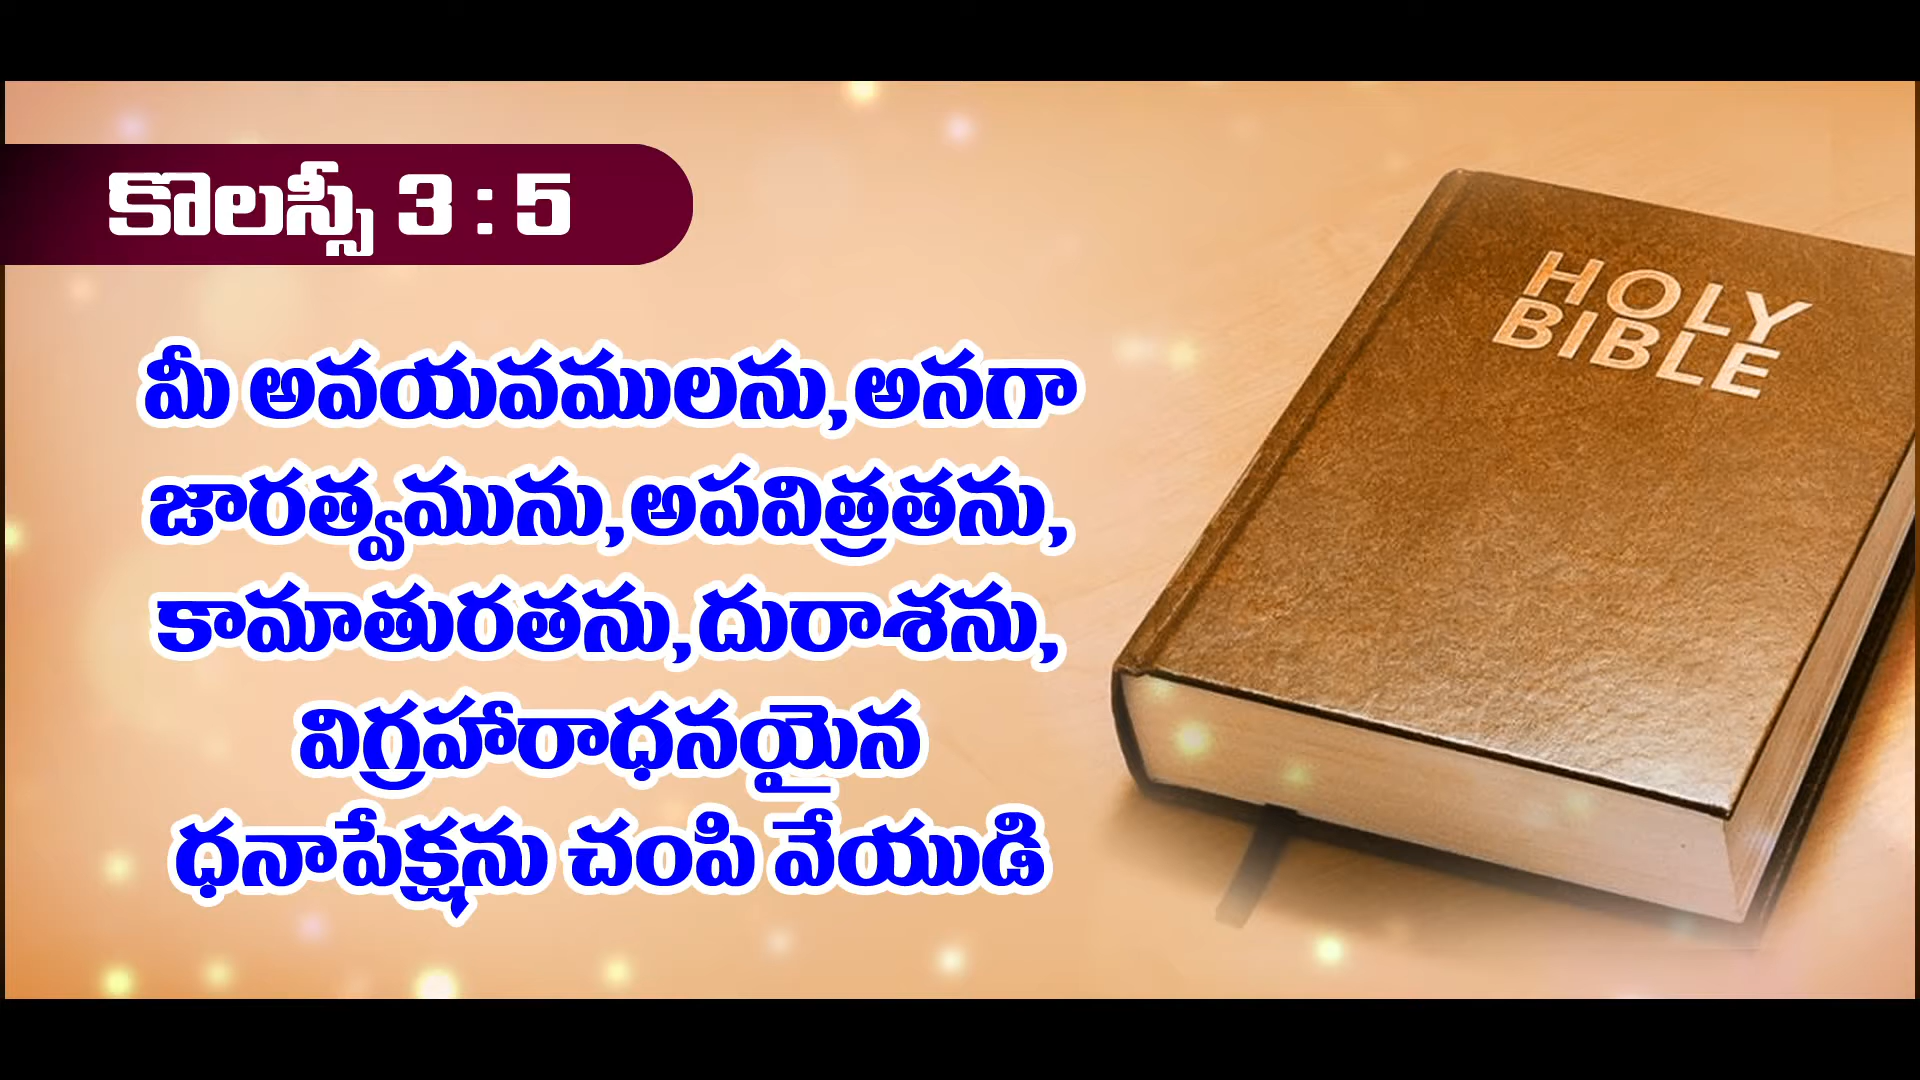 కొలస్సీ 3 : 5
HOLY
BIBLE
మీ అవయవములను, అనగా
జారత్వమును, అపవిత్రతను,
కామాతురతను, దురాశను,
విగ్రహారాధనయైన
ధనాపేక్షను చంపి వేయుడి